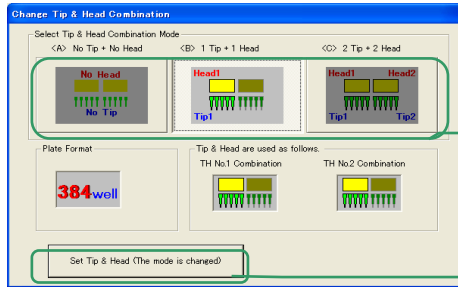 Change Tip & Head Combination
Select Tip & Head Combination Mode
<A> No Tip + No Head
<B> 1 Tip + 1 Head
<C> 2 Tip + 2 Head
No Head
No Tip
Head1
Tip1
Head1 Head2
Tip1 Tip2
Plate Format
384well
Tip & Head are used as follows.
TH No.1 Combination
TH No.2 Combination
Set Tip & Head (The mode is changed)